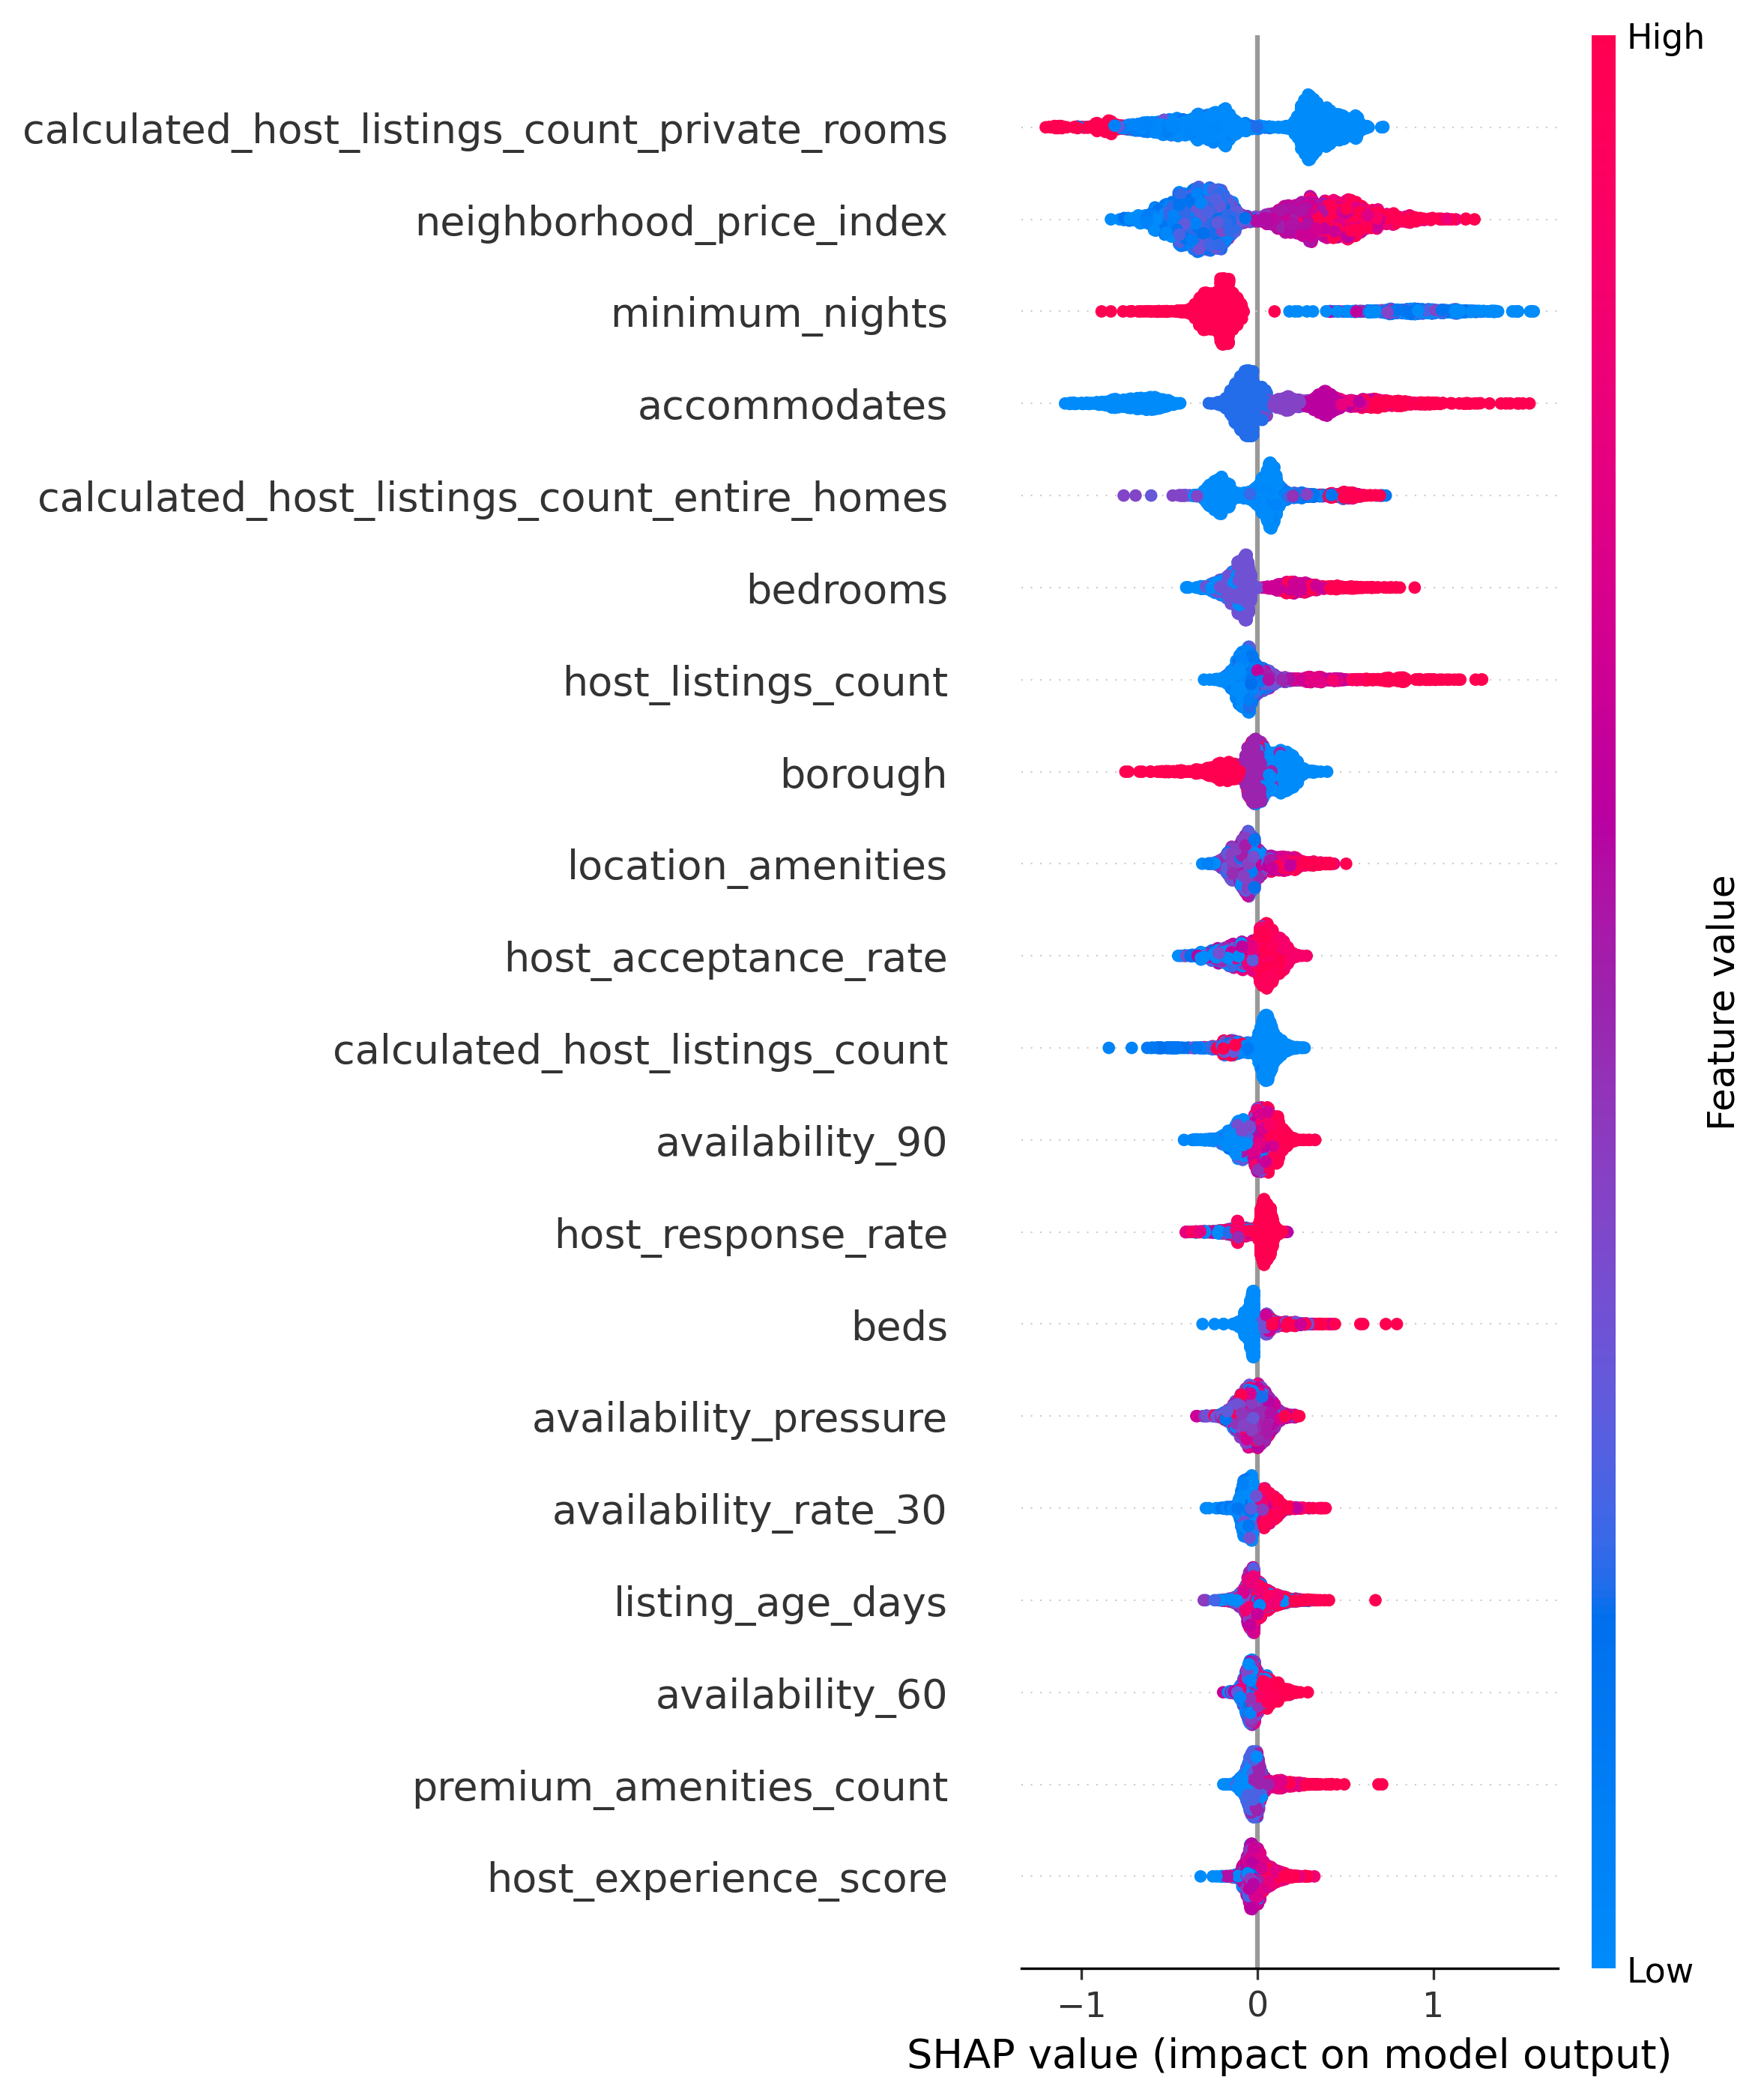 High
calculated_host_listings_count_private_rooms
neighborhood_price_index
minimum_nights
accommodates
calculated_host_listings_count_entire_homes
bedrooms
host_listings_count
borough
location_amenities
host_acceptance_rate
calculated_host_listings_count
availability_90
host_response_rate
beds
availability_pressure
availability_rate_30
listing_age_days
availability_60
premium_amenities_count
host_experience_score
Feature value
Low
−1 0 1
SHAP value (impact on model output)